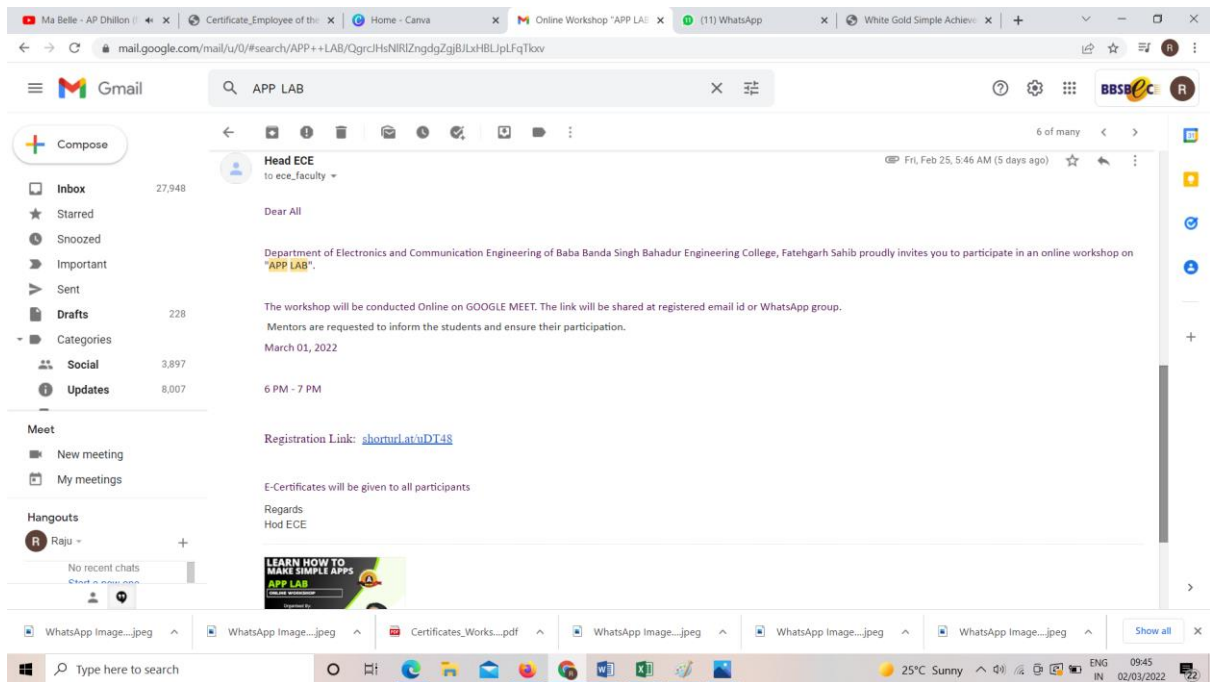 Ma Belle - AP Dhillon (
Certificate_Employee of the
Home - Canva
Online Workshop "APP LAB
(11) WhatsApp
White Gold Simple Achieve
mail.google.com/mail/u/0/#search/APP++LAB/QgrcJHsNlRlZngdgZgjBJLxHBLJpLFqTkxv
Gmail
APP LAB
BBSBEC
R
Compose
6 of many
Inbox 27,948
Starred
Snoozed
Important
Sent
Drafts 228
Categories
Social 3,897
Updates 8,007
Meet
New meeting
My meetings
Hangouts
R Raju
No recent chats
Start a new one
Head ECE
Fri, Feb 25, 5:46 AM (5 days ago)
to ece_faculty
Dear All
Department of Electronics and Communication Engineering of Baba Banda Singh Bahadur Engineering College, Fatehgarh Sahib proudly invites you to participate in an online workshop on
"APP LAB".
The workshop will be conducted Online on GOOGLE MEET. The link will be shared at registered email id or WhatsApp group.
Mentors are requested to inform the students and ensure their participation.
March 01, 2022
6 PM - 7 PM
Registration Link: shorturl.at/uDT48
E-Certificates will be given to all participants
Regards
Hod ECE
LEARN HOW TO
MAKE SIMPLE APPS
APP LAB
ONLINE WORKSHOP
Organised By:
WhatsApp Image....jpeg
WhatsApp Image....jpeg
Certificates_Works....pdf
WhatsApp Image....jpeg
WhatsApp Image....jpeg
WhatsApp Image....jpeg
Show all
Type here to search
25°C Sunny
ENG
IN
09:45
02/03/2022
22